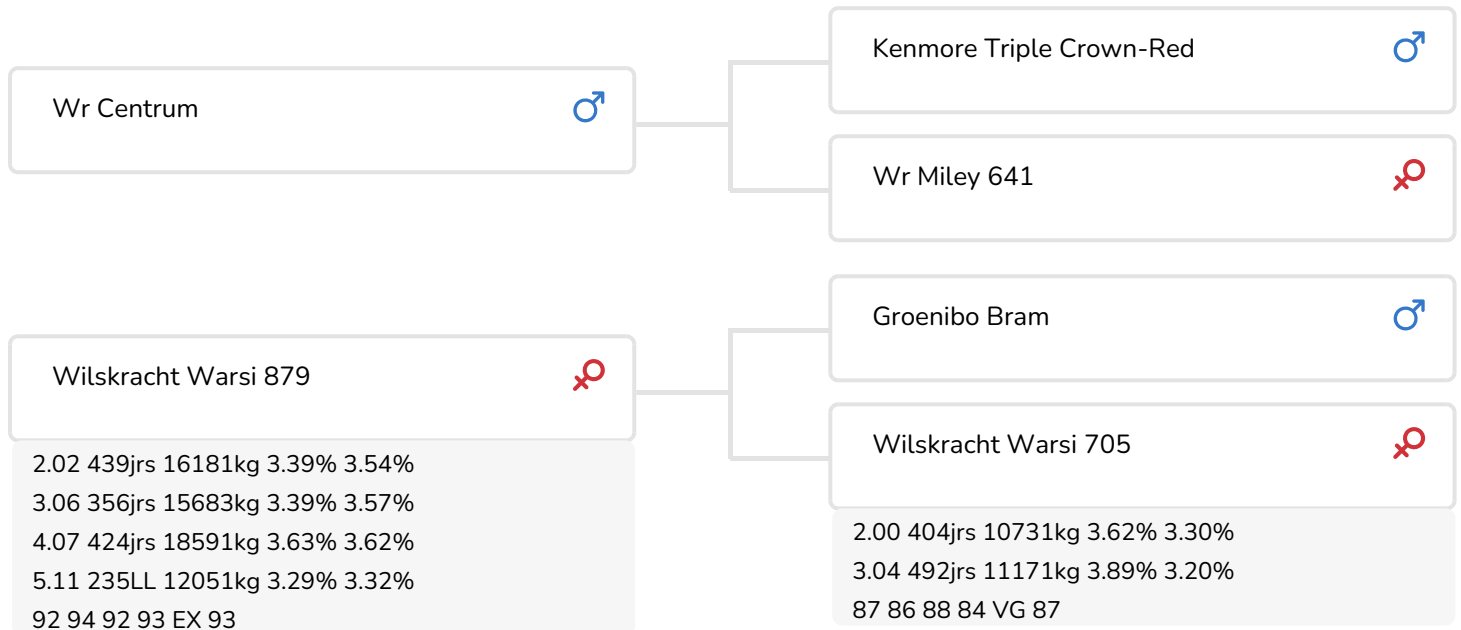 Kenmore Triple Crown-Red
Wr Centrum
Wr Miley 641
Groenibo Bram
Wilskracht Warsi 879
2.02 439jrs 16181kg 3.39% 3.54%
3.06 356jrs 15683kg 3.39% 3.57%
4.07 424jrs 18591kg 3.63% 3.62%
5.11 235LL 12051kg 3.29% 3.32%
92 94 92 93 EX 93
Wilskracht Warsi 705
2.00 404jrs 10731kg 3.62% 3.30%
3.04 492jrs 11171kg 3.89% 3.20%
87 86 88 84 VG 87